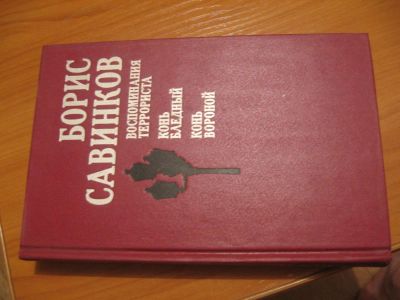 БОРИС
САВИНКОВ
ВОСПОМИНАНИЯ
ТЕРРОРИСТА
КОНЬ
БЛЕДНЫЙ
КОНЬ
ВОРОНОЙ